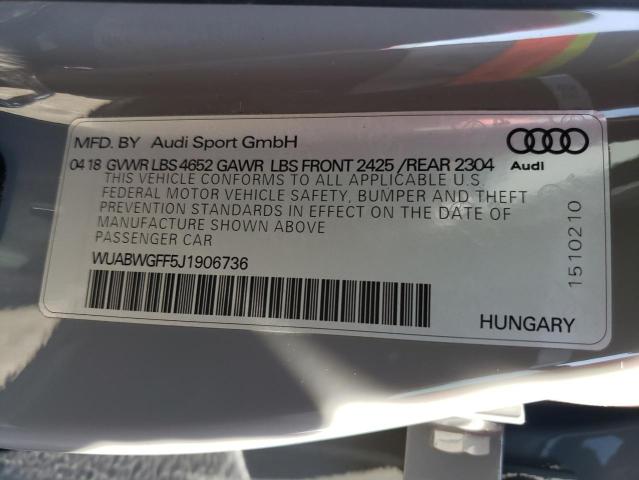 MFD. BY Audi Sport GmbH
04 18 GVWR LBS 4652 GAWR LBS FRONT 2425 /REAR 2304
Audi
THIS VEHICLE CONFORMS TO ALL APPLICABLE U.S.
FEDERAL MOTOR VEHICLE SAFETY, BUMPER AND THEFT
PREVENTION STANDARDS IN EFFECT ON THE DATE OF
MANUFACTURE SHOWN ABOVE
PASSENGER CAR
WUABWGFF5J1906736
1510210
HUNGARY